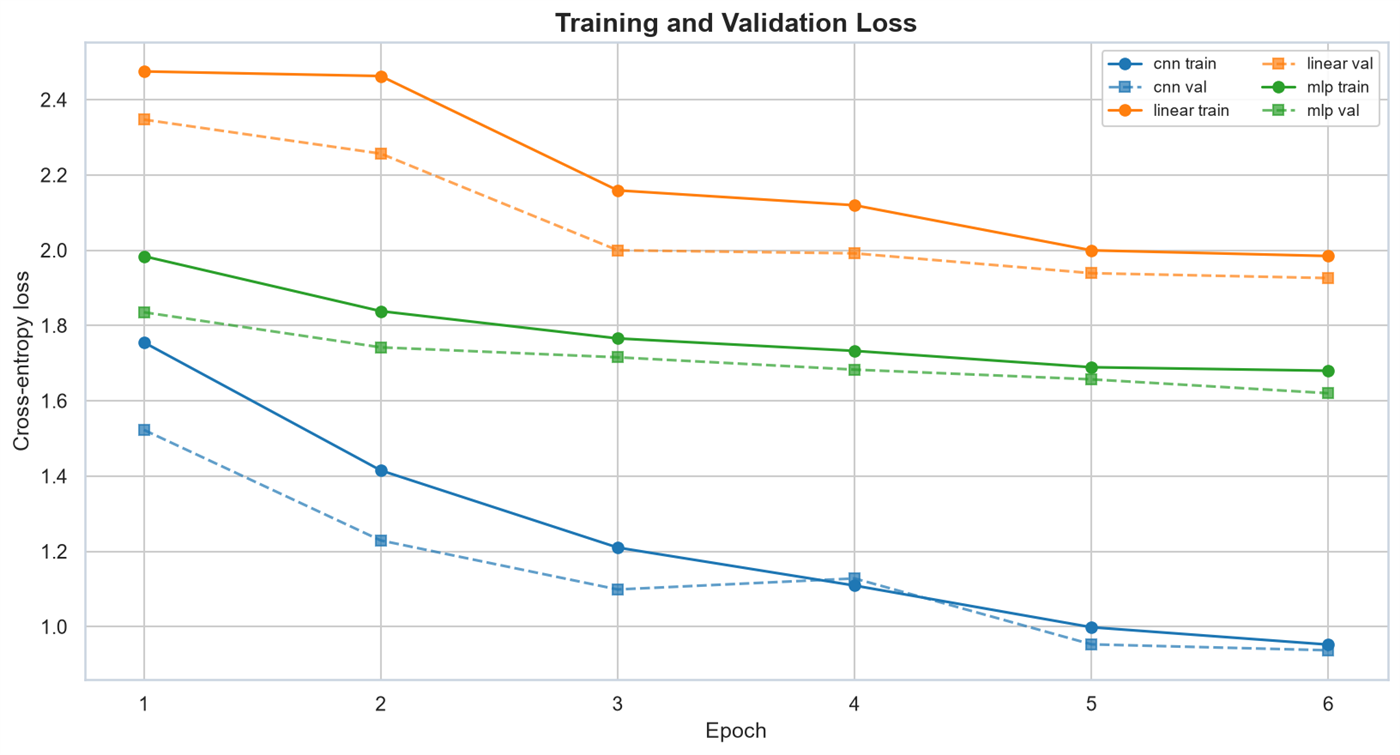 Training and Validation Loss
cnn train
cnn val
linear train
linear val
mlp train
mlp val
Cross-entropy loss
2.4
2.2
2.0
1.8
1.6
1.4
1.2
1.0
1 2 3 4 5 6
Epoch